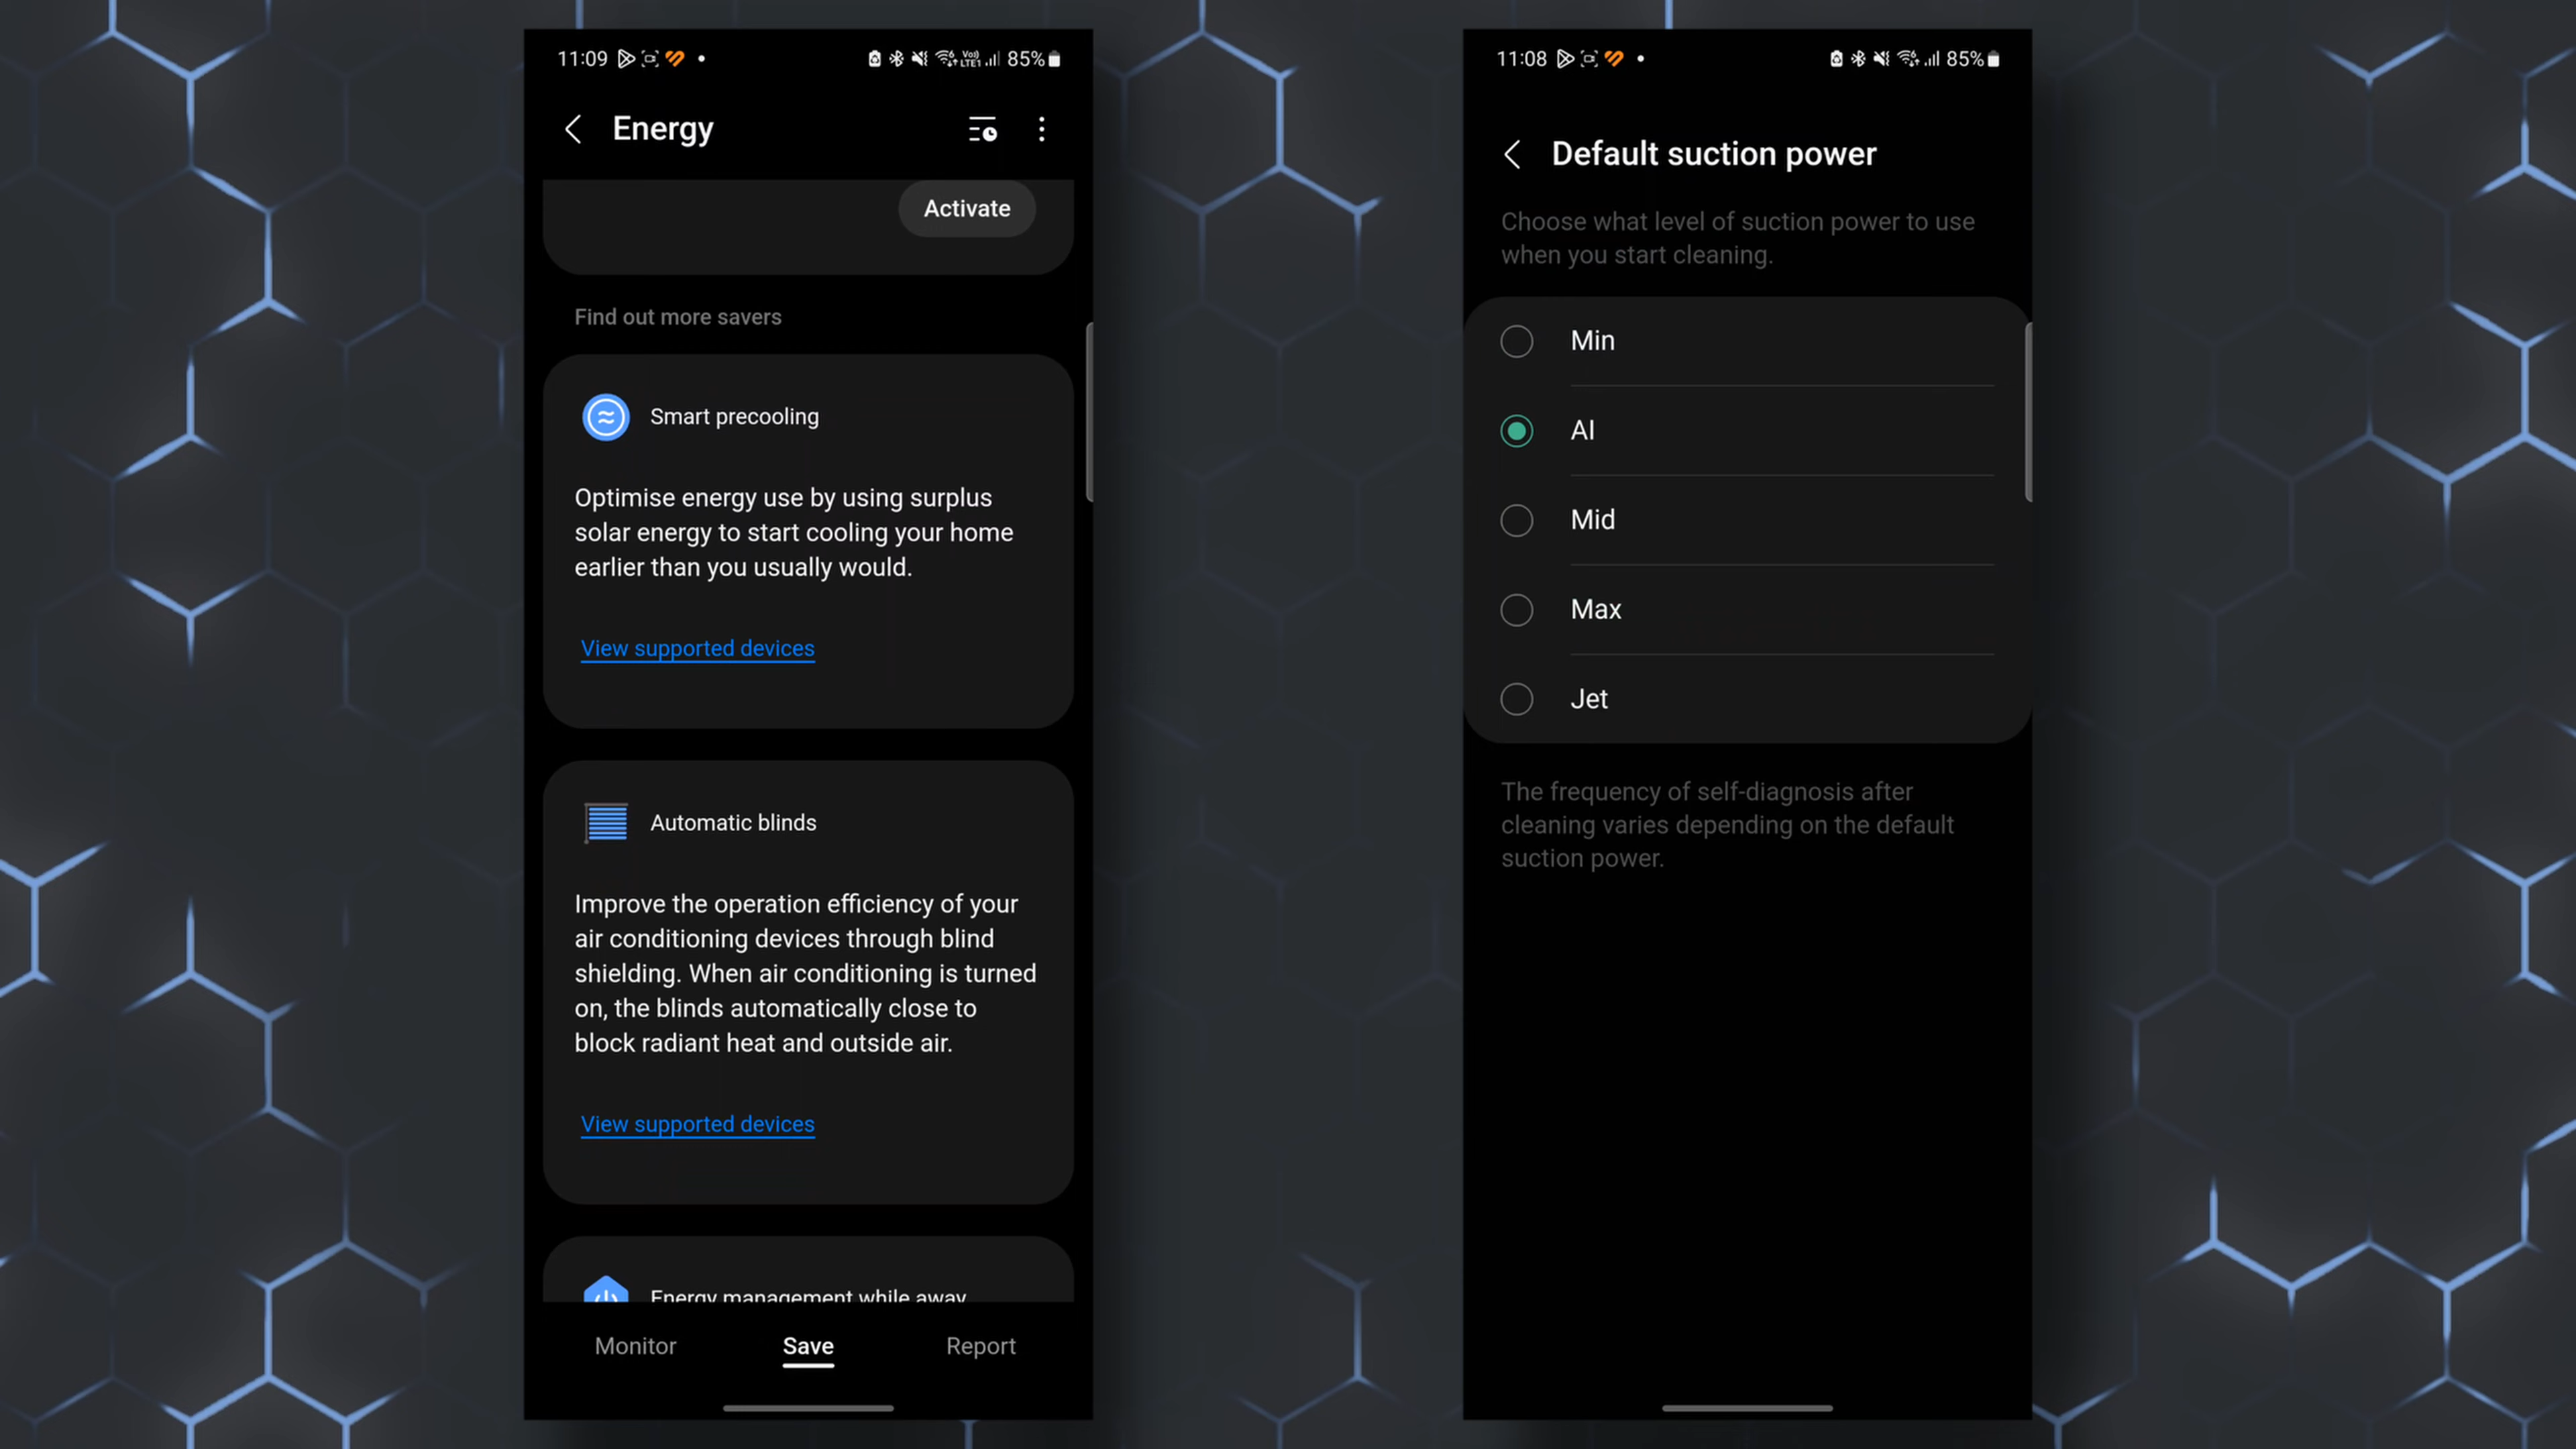 11:09
VoLTE1
85%
Energy
Activate
Find out more savers
Smart precooling
Optimise energy use by using surplus
solar energy to start cooling your home
earlier than you usually would.
View supported devices
Automatic blinds
Improve the operation efficiency of your
air conditioning devices through blind
shielding. When air conditioning is turned
on, the blinds automatically close to
block radiant heat and outside air.
View supported devices
Energy management while away
Monitor
Save
Report
11:08
85%
Default suction power
Choose what level of suction power to use
when you start cleaning.
Min
AI
Mid
Max
Jet
The frequency of self-diagnosis after
cleaning varies depending on the default
suction power.